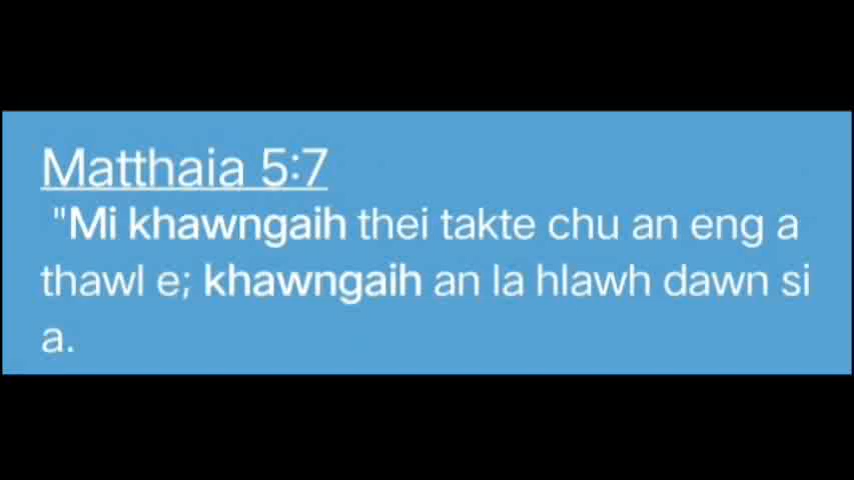 Matthaia 5:7
"Mi khawngaih thei takte chu an eng a
thawl e; khawngaih an la hlawh dawn si
a.